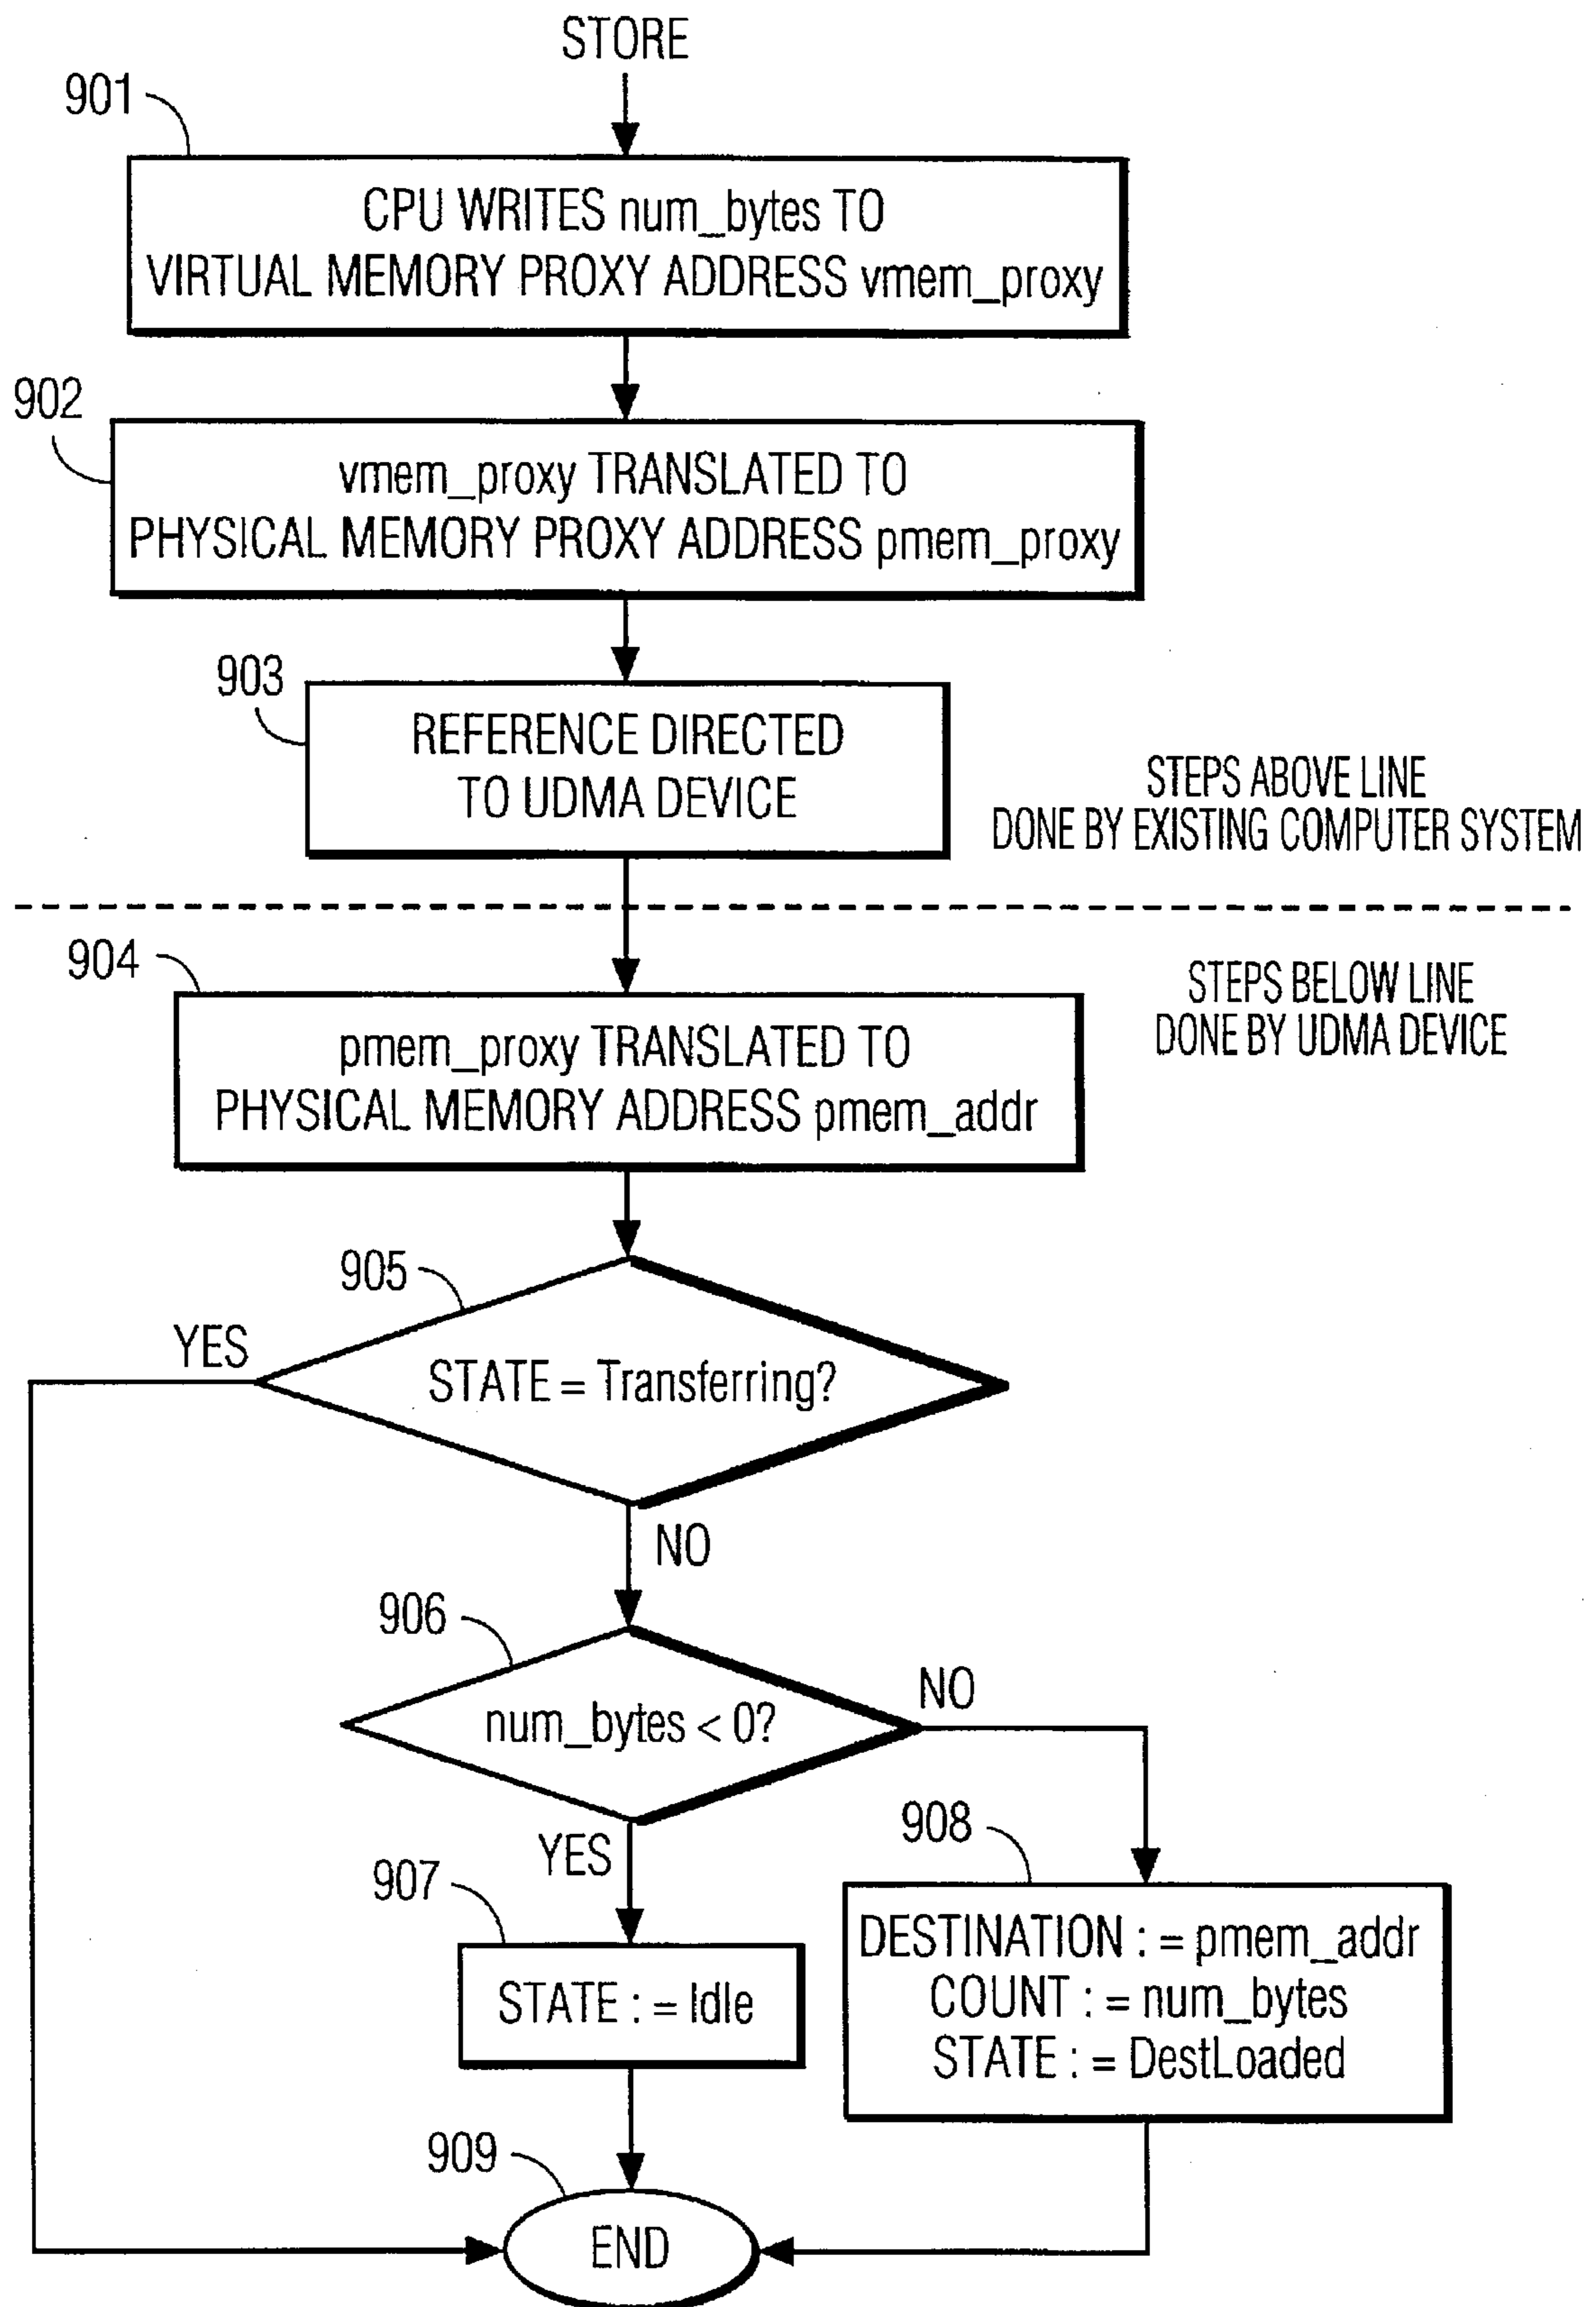 STORE
901
CPU WRITES num_bytes TO
VIRTUAL MEMORY PROXY ADDRESS vmem_proxy
902
vmem_proxy TRANSLATED TO
PHYSICAL MEMORY PROXY ADDRESS pmem_proxy
903
REFERENCE DIRECTED
TO UDMA DEVICE
STEPS ABOVE LINE
DONE BY EXISTING COMPUTER SYSTEM
904
STEPS BELOW LINE
DONE BY UDMA DEVICE
pmem_proxy TRANSLATED TO
PHYSICAL MEMORY ADDRESS pmem_addr
905
YES
STATE = Transferring?
NO
906
num_bytes < 0?
NO
YES
907
STATE : = Idle
908
DESTINATION : = pmem_addr
COUNT : = num_bytes
STATE : = DestLoaded
909
END